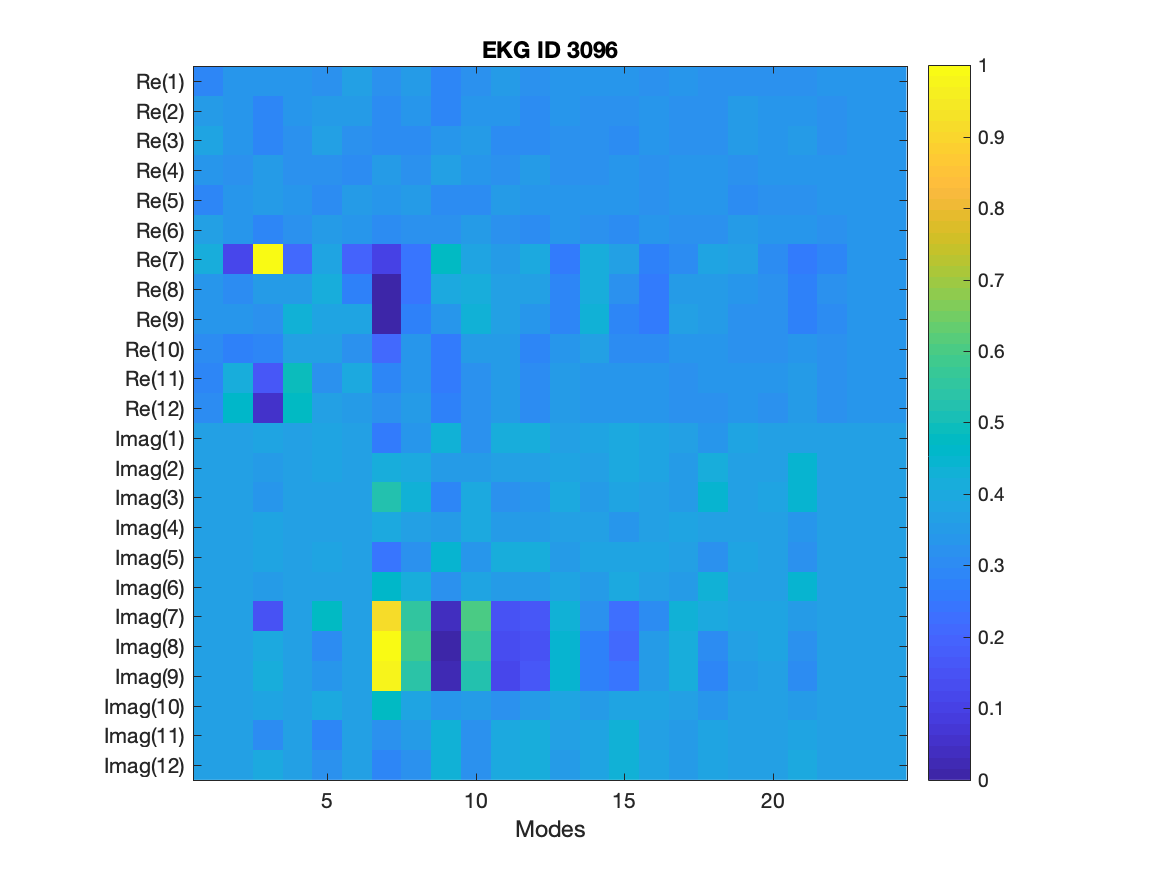 EKG ID 3096
Re(1)
Re(2)
Re(3)
Re(4)
Re(5)
Re(6)
Re(7)
Re(8)
Re(9)
Re(10)
Re(11)
Re(12)
Imag(1)
Imag(2)
Imag(3)
Imag(4)
Imag(5)
Imag(6)
Imag(7)
Imag(8)
Imag(9)
Imag(10)
Imag(11)
Imag(12)
5 10 15 20
Modes
1
0.9
0.8
0.7
0.6
0.5
0.4
0.3
0.2
0.1
0